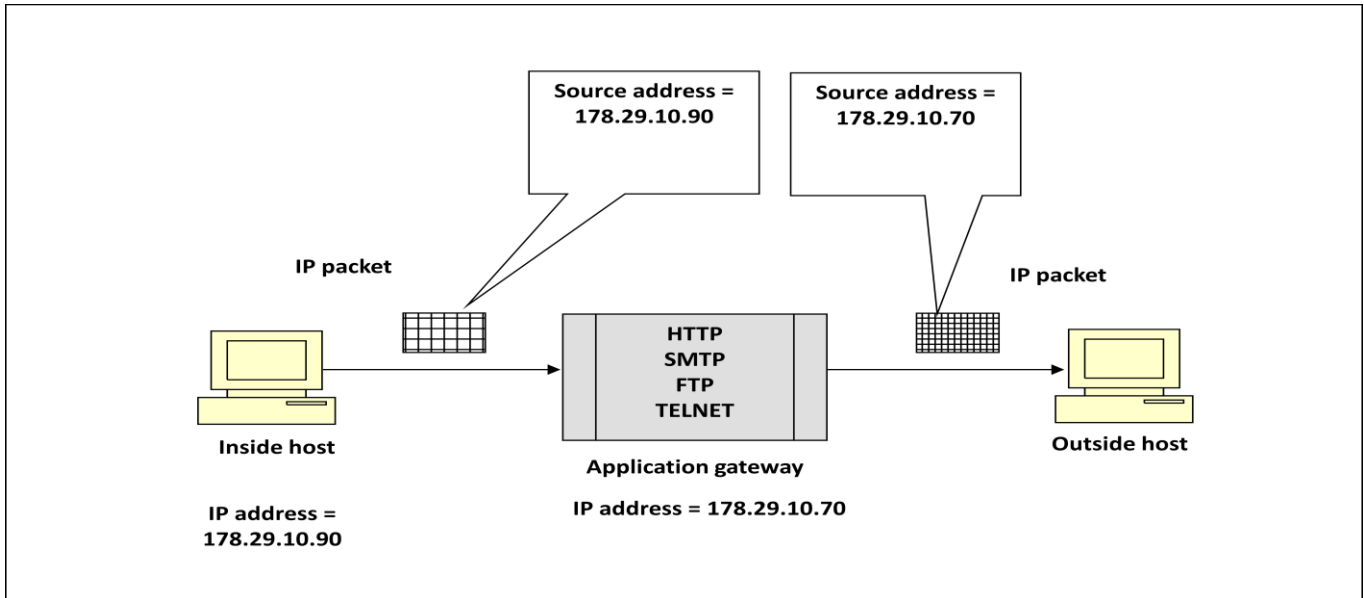 Source address =
178.29.10.90
Source address =
178.29.10.70
IP packet
IP packet
HTTP
SMTP
FTP
TELNET
Inside host
Application gateway
Outside host
IP address =
178.29.10.90
IP address = 178.29.10.70